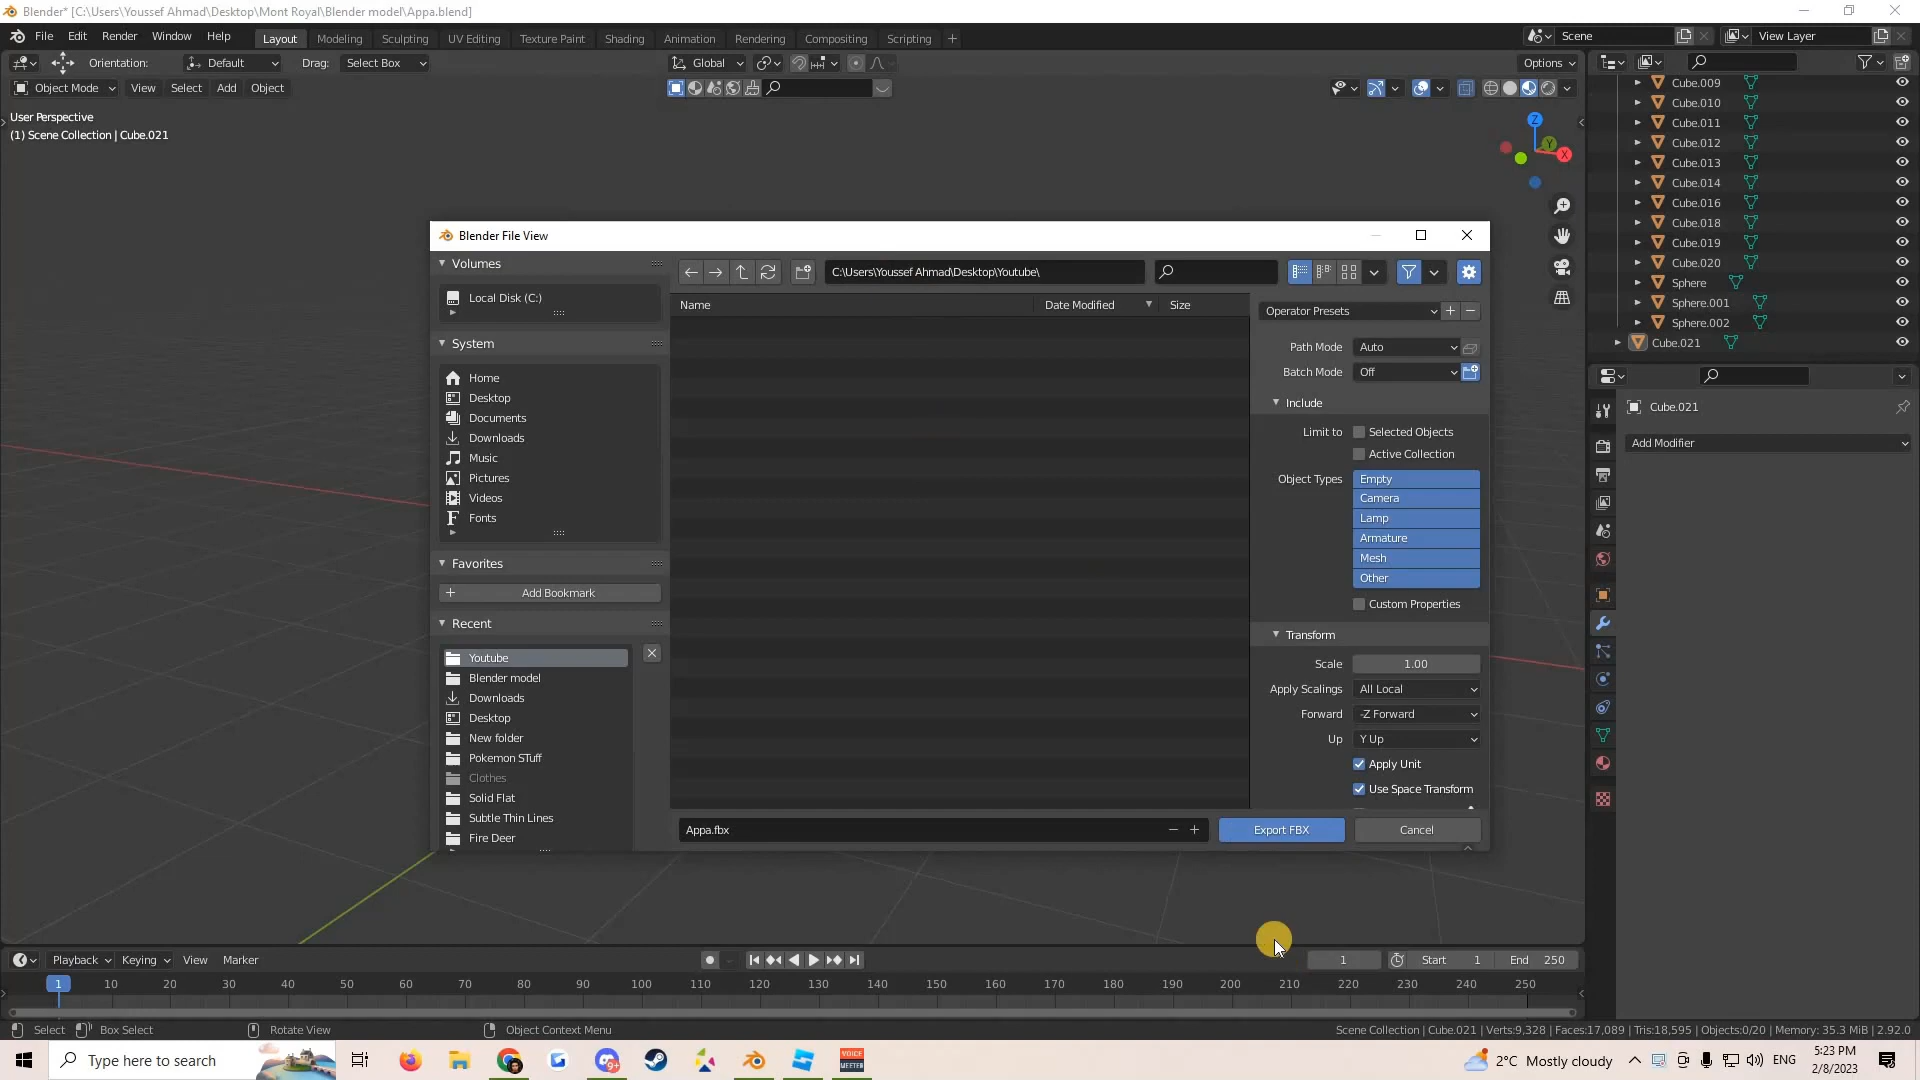 Blender* [C:\Users\Youssef Ahmad\Desktop\Mont Royal\Blender model\Appa.blend]
File Edit Render Window Help
Layout Modeling Sculpting UV Editing Texture Paint Shading Animation Rendering Compositing Scripting +
Scene
View Layer
Orientation: Default Drag: Select Box
Global
Options
Object Mode View Select Add Object
User Perspective
(1) Scene Collection | Cube.021
Z
Y
X
Cube.009
Cube.010
Cube.011
Cube.012
Cube.013
Cube.014
Cube.016
Cube.018
Cube.019
Cube.020
Sphere
Sphere.001
Sphere.002
Cube.021
Cube.021
Add Modifier
Blender File View
Volumes
Local Disk (C:)
System
Home
Desktop
Documents
Downloads
Music
Pictures
Videos
Fonts
Favorites
Add Bookmark
Recent
Youtube
Blender model
Downloads
Desktop
New folder
Pokemon STuff
Clothes
Solid Flat
Subtle Thin Lines
Fire Deer
C:\Users\Youssef Ahmad\Desktop\Youtube\
Name Date Modified Size
Operator Presets
Path Mode Auto
Batch Mode Off
Include
Limit to Selected Objects
Active Collection
Object Types Empty
Camera
Lamp
Armature
Mesh
Other
Custom Properties
Transform
Scale 1.00
Apply Scalings All Local
Forward -Z Forward
Up Y Up
Apply Unit
Use Space Transform
Appa.fbx
Export FBX
Cancel
Playback Keying View Marker
1 Start 1 End 250
1 10 20 30 40 50 60 70 80 90 100 110 120 130 140 150 160 170 180 190 200 210 220 230 240 250
Select Box Select Rotate View Object Context Menu
Scene Collection | Cube.021 | Verts:9,328 | Faces:17,089 | Tris:18,595 | Objects:0/20 | Memory: 35.3 MiB | 2.92.0
Type here to search
9+
VOICE
MEETER
2°C Mostly cloudy
ENG
5:23 PM
2/8/2023